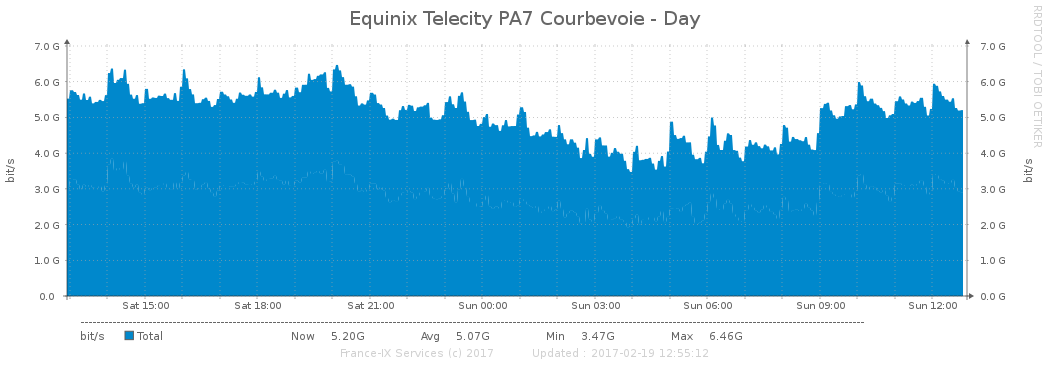 Equinix Telecity PA7 Courbevoie - Day
RRDTOOL / TOBI OETIKER
7.0 G 7.0 G
6.0 G 6.0 G
5.0 G 5.0 G
4.0 G 4.0 G
3.0 G 3.0 G
2.0 G 2.0 G
1.0 G 1.0 G
0.0 0.0 G
bit/s
bit/s
Sat 15:00 Sat 18:00 Sat 21:00 Sun 00:00 Sun 03:00 Sun 06:00 Sun 09:00 Sun 12:00
bit/s Total Now 5.20G Avg 5.07G Min 3.47G Max 6.46G
France-IX Services (c) 2017 Updated : 2017-02-19 12:55:12